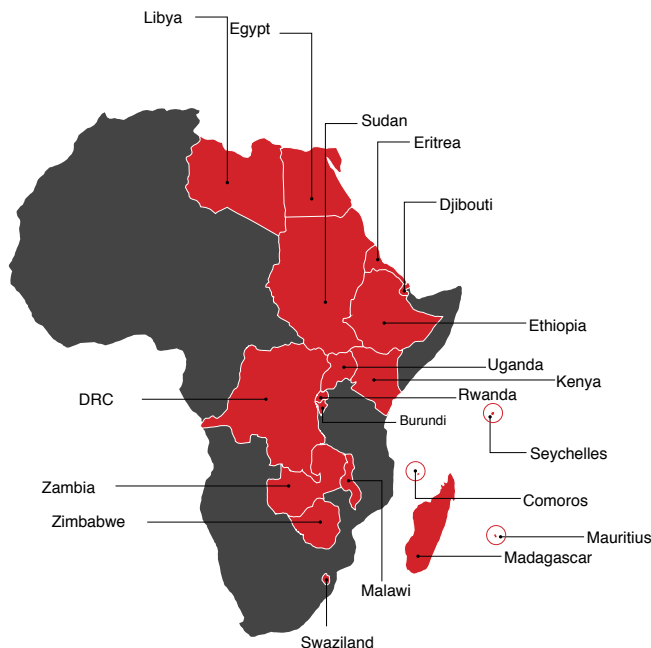 Libya
Egypt
Sudan
Eritrea
Djibouti
Ethiopia
Uganda
Kenya
DRC
Rwanda
Burundi
Seychelles
Zambia
Comoros
Zimbabwe
Mauritius
Madagascar
Malawi
Swaziland